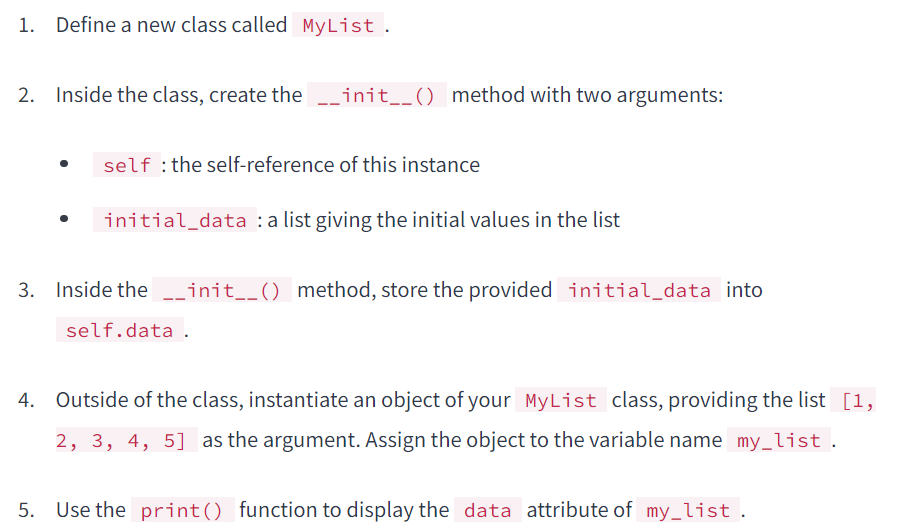 1. Define a new class called MyList .
2. Inside the class, create the __init__() method with two arguments:
• self : the self-reference of this instance
• initial_data : a list giving the initial values in the list
3. Inside the __init__() method, store the provided initial_data into
self.data .
4. Outside of the class, instantiate an object of your MyList class, providing the list [1,
2, 3, 4, 5] as the argument. Assign the object to the variable name my_list .
5. Use the print() function to display the data attribute of my_list .